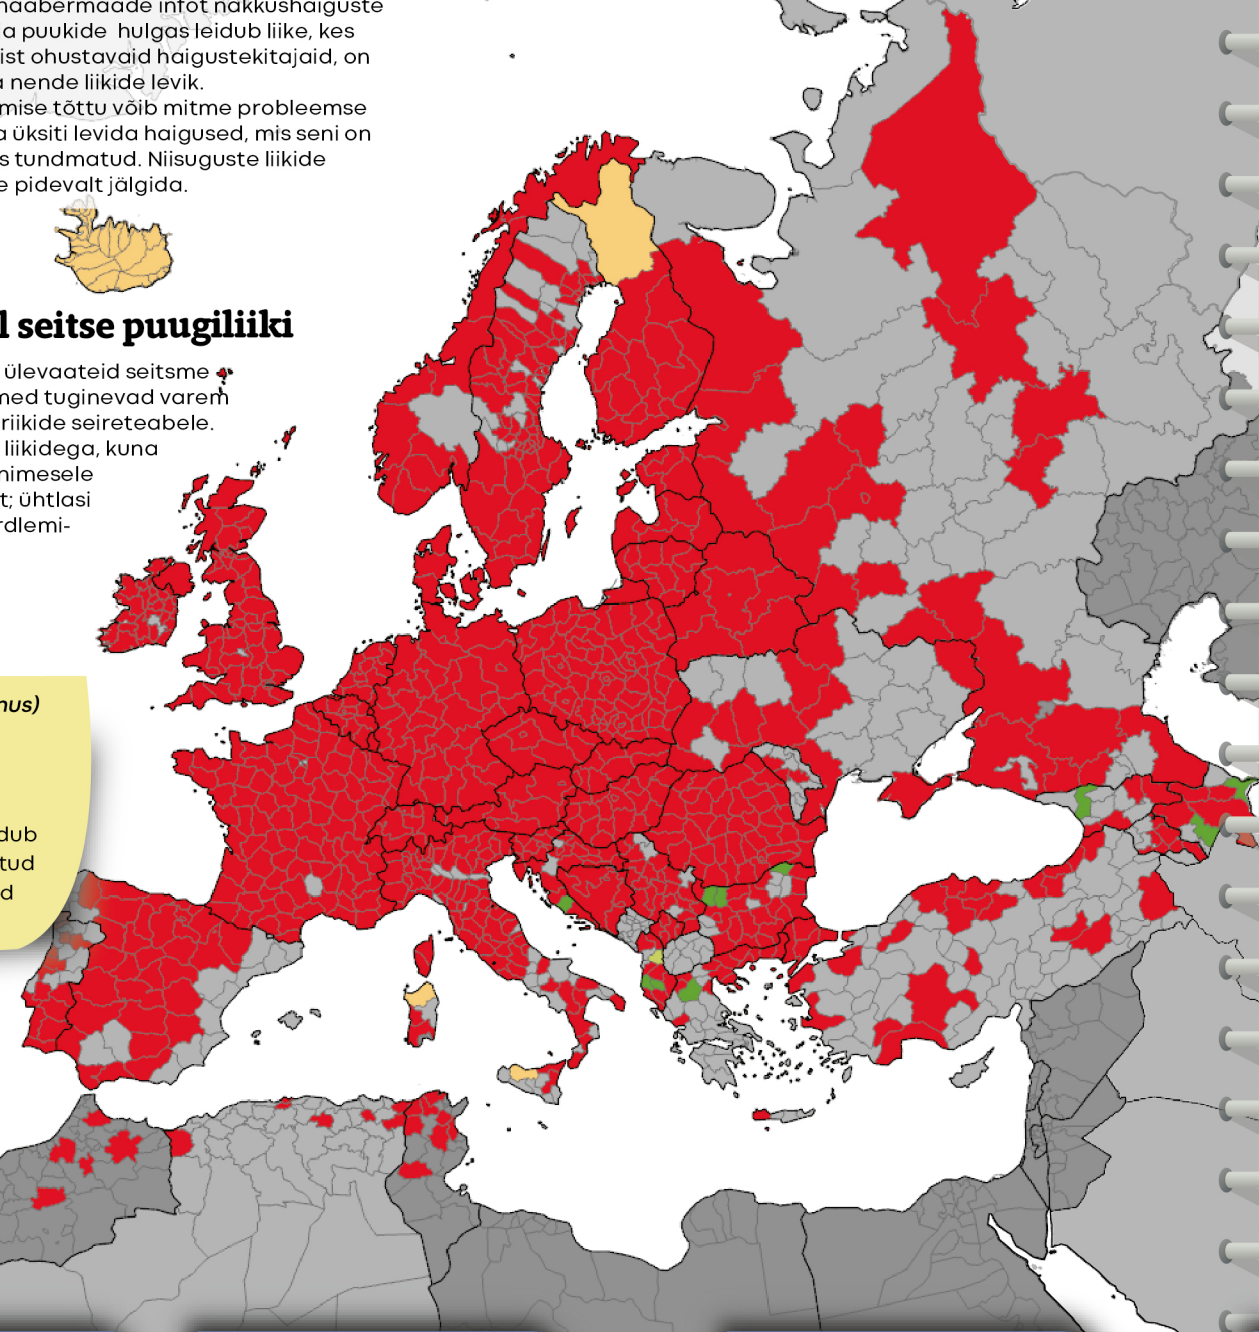 naabermaade infot nakkushaiguste
a puukide hulgas leidub liike, kes
ist ohustavaid haigustekitajaid, on
a nende liikide levik.
mise tõttu võib mitme probleemse
a üksiti levida haigused, mis seni on
s tundmatud. Niisuguste liikide
e pidevalt jälgida.
l seitse puugiliiki
ülevaateid seitsme
med tuginevad varem
riikide seireteabele.
liikidega, kuna
nimesele
t; ühtlasi
rdlemi-
nus)
dub
tud
d